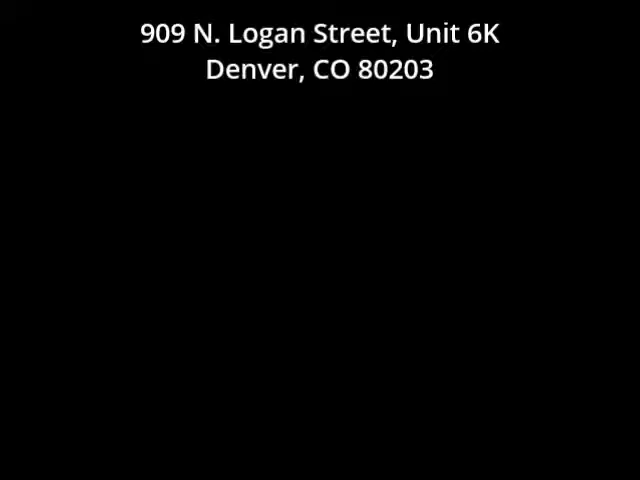 909 N. Logan Street, Unit 6K
Denver, CO 80203